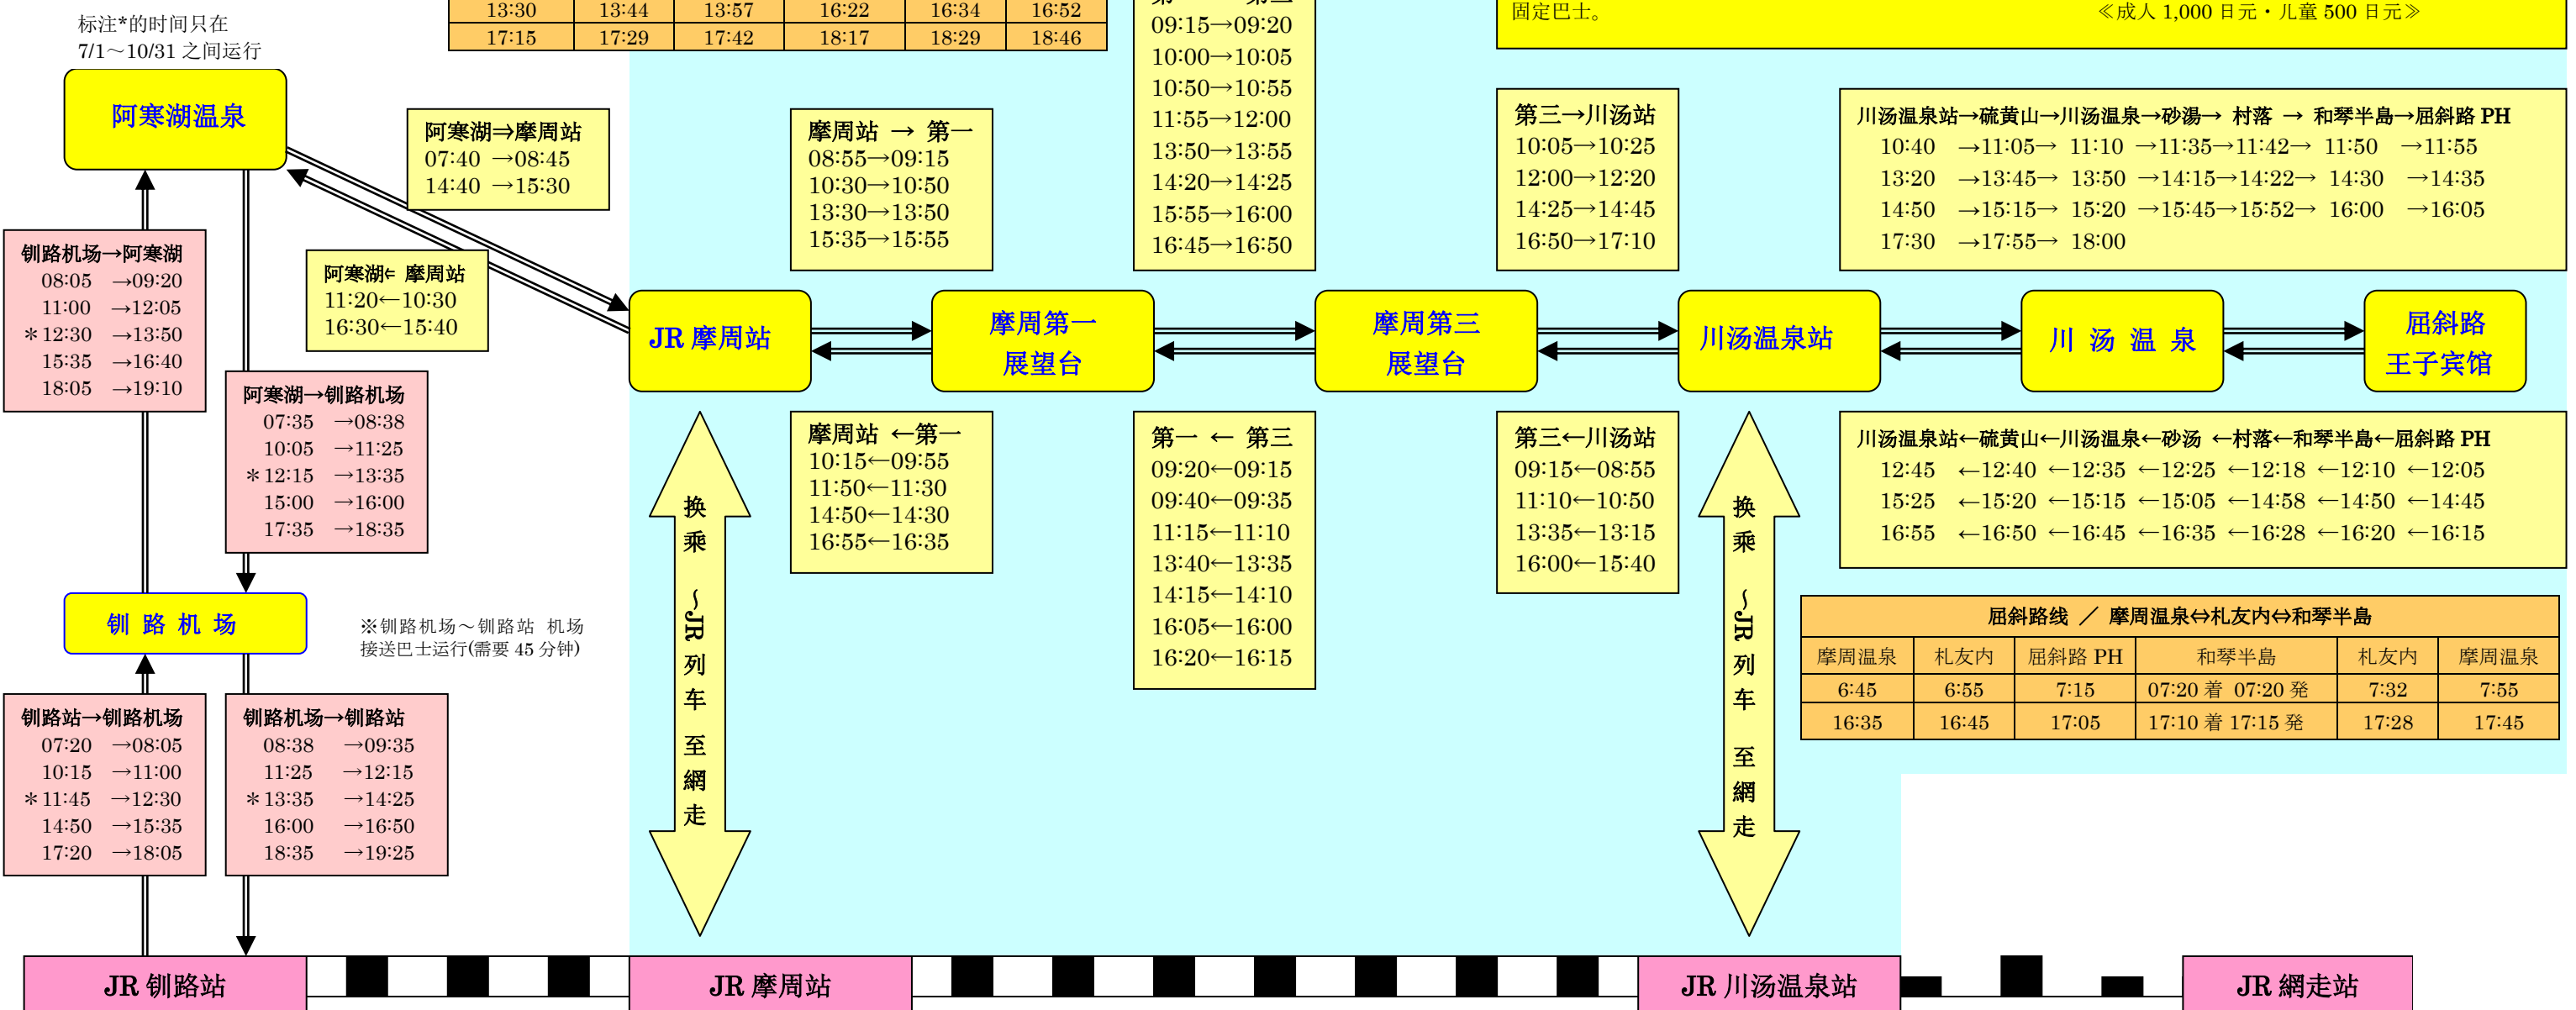 标注*的时间只在
7/1～10/31 之间运行
13:30 13:44 13:57 16:22 16:34 16:52
17:15 17:29 17:42 18:17 18:29 18:46
固定巴士。
≪成人 1,000 日元・儿童 500 日元≫
阿寒湖温泉
阿寒湖⇒摩周站
07:40 →08:45
14:40 →15:30
阿寒湖⇐ 摩周站
11:20←10:30
16:30←15:40
钏路机场→阿寒湖
08:05 →09:20
11:00 →12:05
＊12:30 →13:50
15:35 →16:40
18:05 →19:10
阿寒湖→钏路机场
07:35 →08:38
10:05 →11:25
＊12:15 →13:35
15:00 →16:00
17:35 →18:35
钏 路 机 场
※钏路机场～钏路站 机场
接送巴士运行(需要 45 分钟)
钏路站→钏路机场
07:20 →08:05
10:15 →11:00
＊11:45 →12:30
14:50 →15:35
17:20 →18:05
钏路机场→钏路站
08:38 →09:35
11:25 →12:15
＊13:35 →14:25
16:00 →16:50
18:35 →19:25
摩周站 → 第一
08:55→09:15
10:30→10:50
13:30→13:50
15:35→15:55
09:15→09:20
10:00→10:05
10:50→10:55
11:55→12:00
13:50→13:55
14:20→14:25
15:55→16:00
16:45→16:50
第三→川汤站
10:05→10:25
12:00→12:20
14:25→14:45
16:50→17:10
川汤温泉站→硫黄山→川汤温泉→砂湯→ 村落 → 和琴半島→屈斜路 PH
10:40 →11:05→ 11:10 →11:35→11:42→ 11:50 →11:55
13:20 →13:45→ 13:50 →14:15→14:22→ 14:30 →14:35
14:50 →15:15→ 15:20 →15:45→15:52→ 16:00 →16:05
17:30 →17:55→ 18:00
JR 摩周站
摩周第一
展望台
摩周第三
展望台
川汤温泉站
川 汤 温 泉
屈斜路
王子宾馆
摩周站 ←第一
10:15←09:55
11:50←11:30
14:50←14:30
16:55←16:35
第一 ← 第三
09:20←09:15
09:40←09:35
11:15←11:10
13:40←13:35
14:15←14:10
16:05←16:00
16:20←16:15
第三←川汤站
09:15←08:55
11:10←10:50
13:35←13:15
16:00←15:40
川汤温泉站←硫黄山←川汤温泉←砂汤 ←村落←和琴半島←屈斜路 PH
12:45 ←12:40 ←12:35 ←12:25 ←12:18 ←12:10 ←12:05
15:25 ←15:20 ←15:15 ←15:05 ←14:58 ←14:50 ←14:45
16:55 ←16:50 ←16:45 ←16:35 ←16:28 ←16:20 ←16:15
换乘 ～JR 列车 至網走
换乘 ～JR 列车 至網走
屈斜路线 ／ 摩周温泉⇔札友内⇔和琴半島
摩周温泉 札友内 屈斜路 PH 和琴半島 札友内 摩周温泉
6:45 6:55 7:15 07:20 着 07:20 発 7:32 7:55
16:35 16:45 17:05 17:10 着 17:15 発 17:28 17:45
JR 钏路站
JR 摩周站
JR 川汤温泉站
JR 網走站